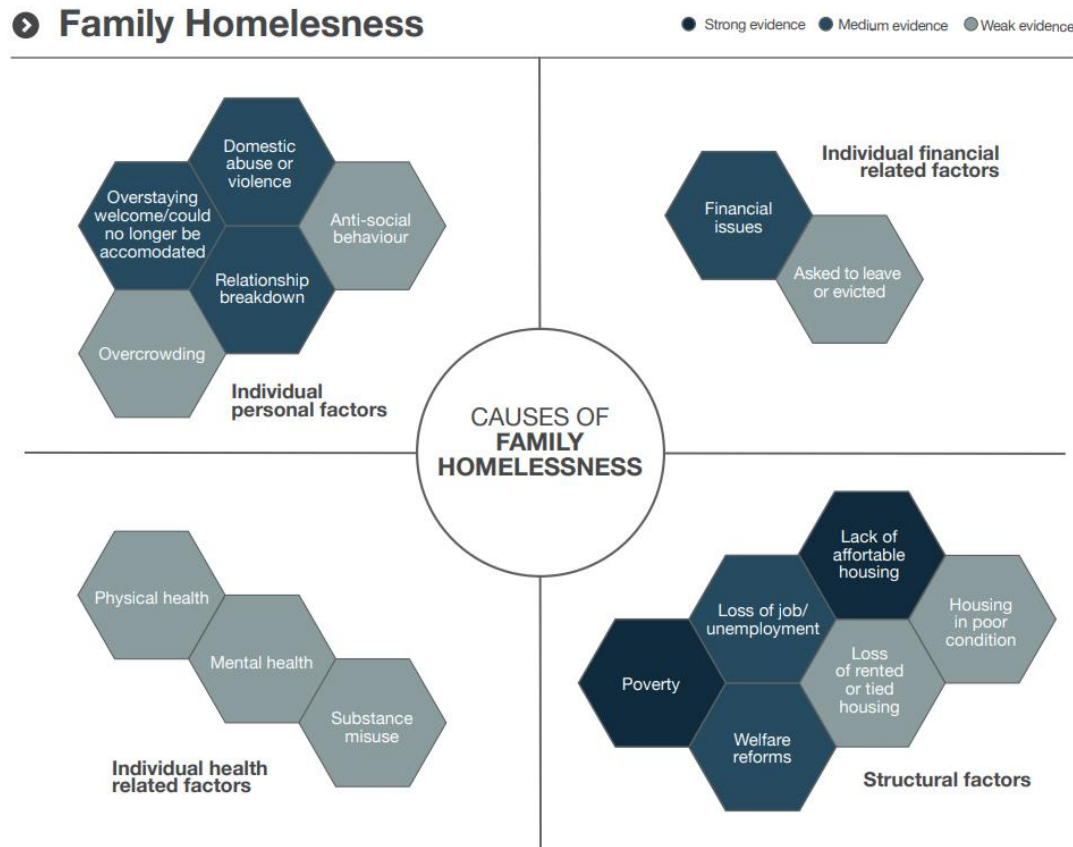 Family Homelesness
Strong evidence
Medium evidence
Weak evidence
Domestic
abuse or
violence
Overstaying
welcome/could
no longer be
accomodated
Anti-social
behaviour
Relationship
breakdown
Overcrowding
Individual
personal factors
Individual financial
related factors
Financial
issues
Asked to leave
or evicted
CAUSES OF
FAMILY
HOMELESSNESS
Physical health
Mental health
Substance
misuse
Individual health
related factors
Lack of
affortable
housing
Loss of job/
unemployment
Housing
in poor
condition
Poverty
Loss
of rented
or tied
housing
Welfare
reforms
Structural factors